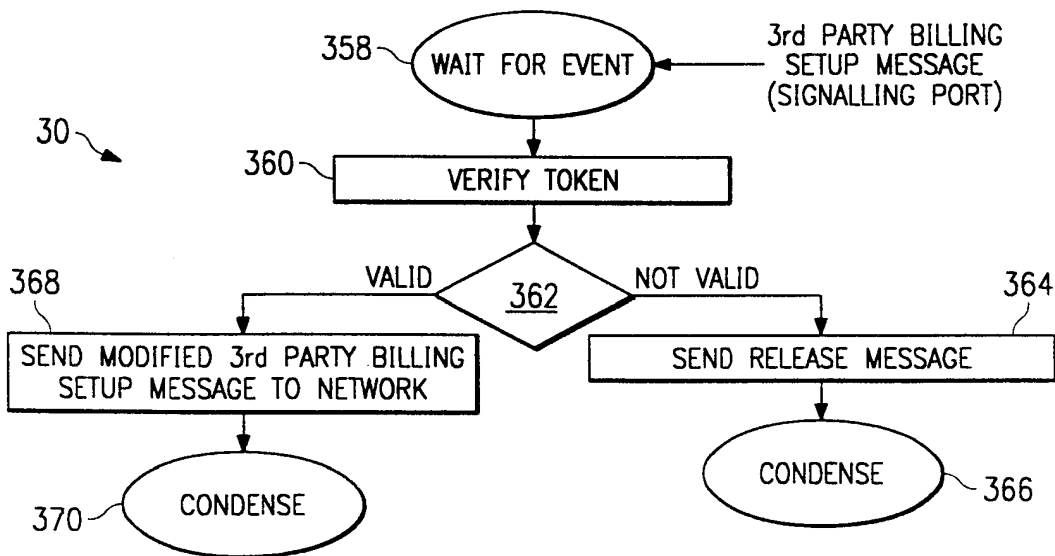 358
WAIT FOR EVENT
3rd PARTY BILLING
SETUP MESSAGE
(SIGNALLING PORT)
30
360
VERIFY TOKEN
VALID
362
NOT VALID
368
364
SEND MODIFIED 3rd PARTY BILLING
SETUP MESSAGE TO NETWORK
SEND RELEASE MESSAGE
CONDENSE
370
CONDENSE
366